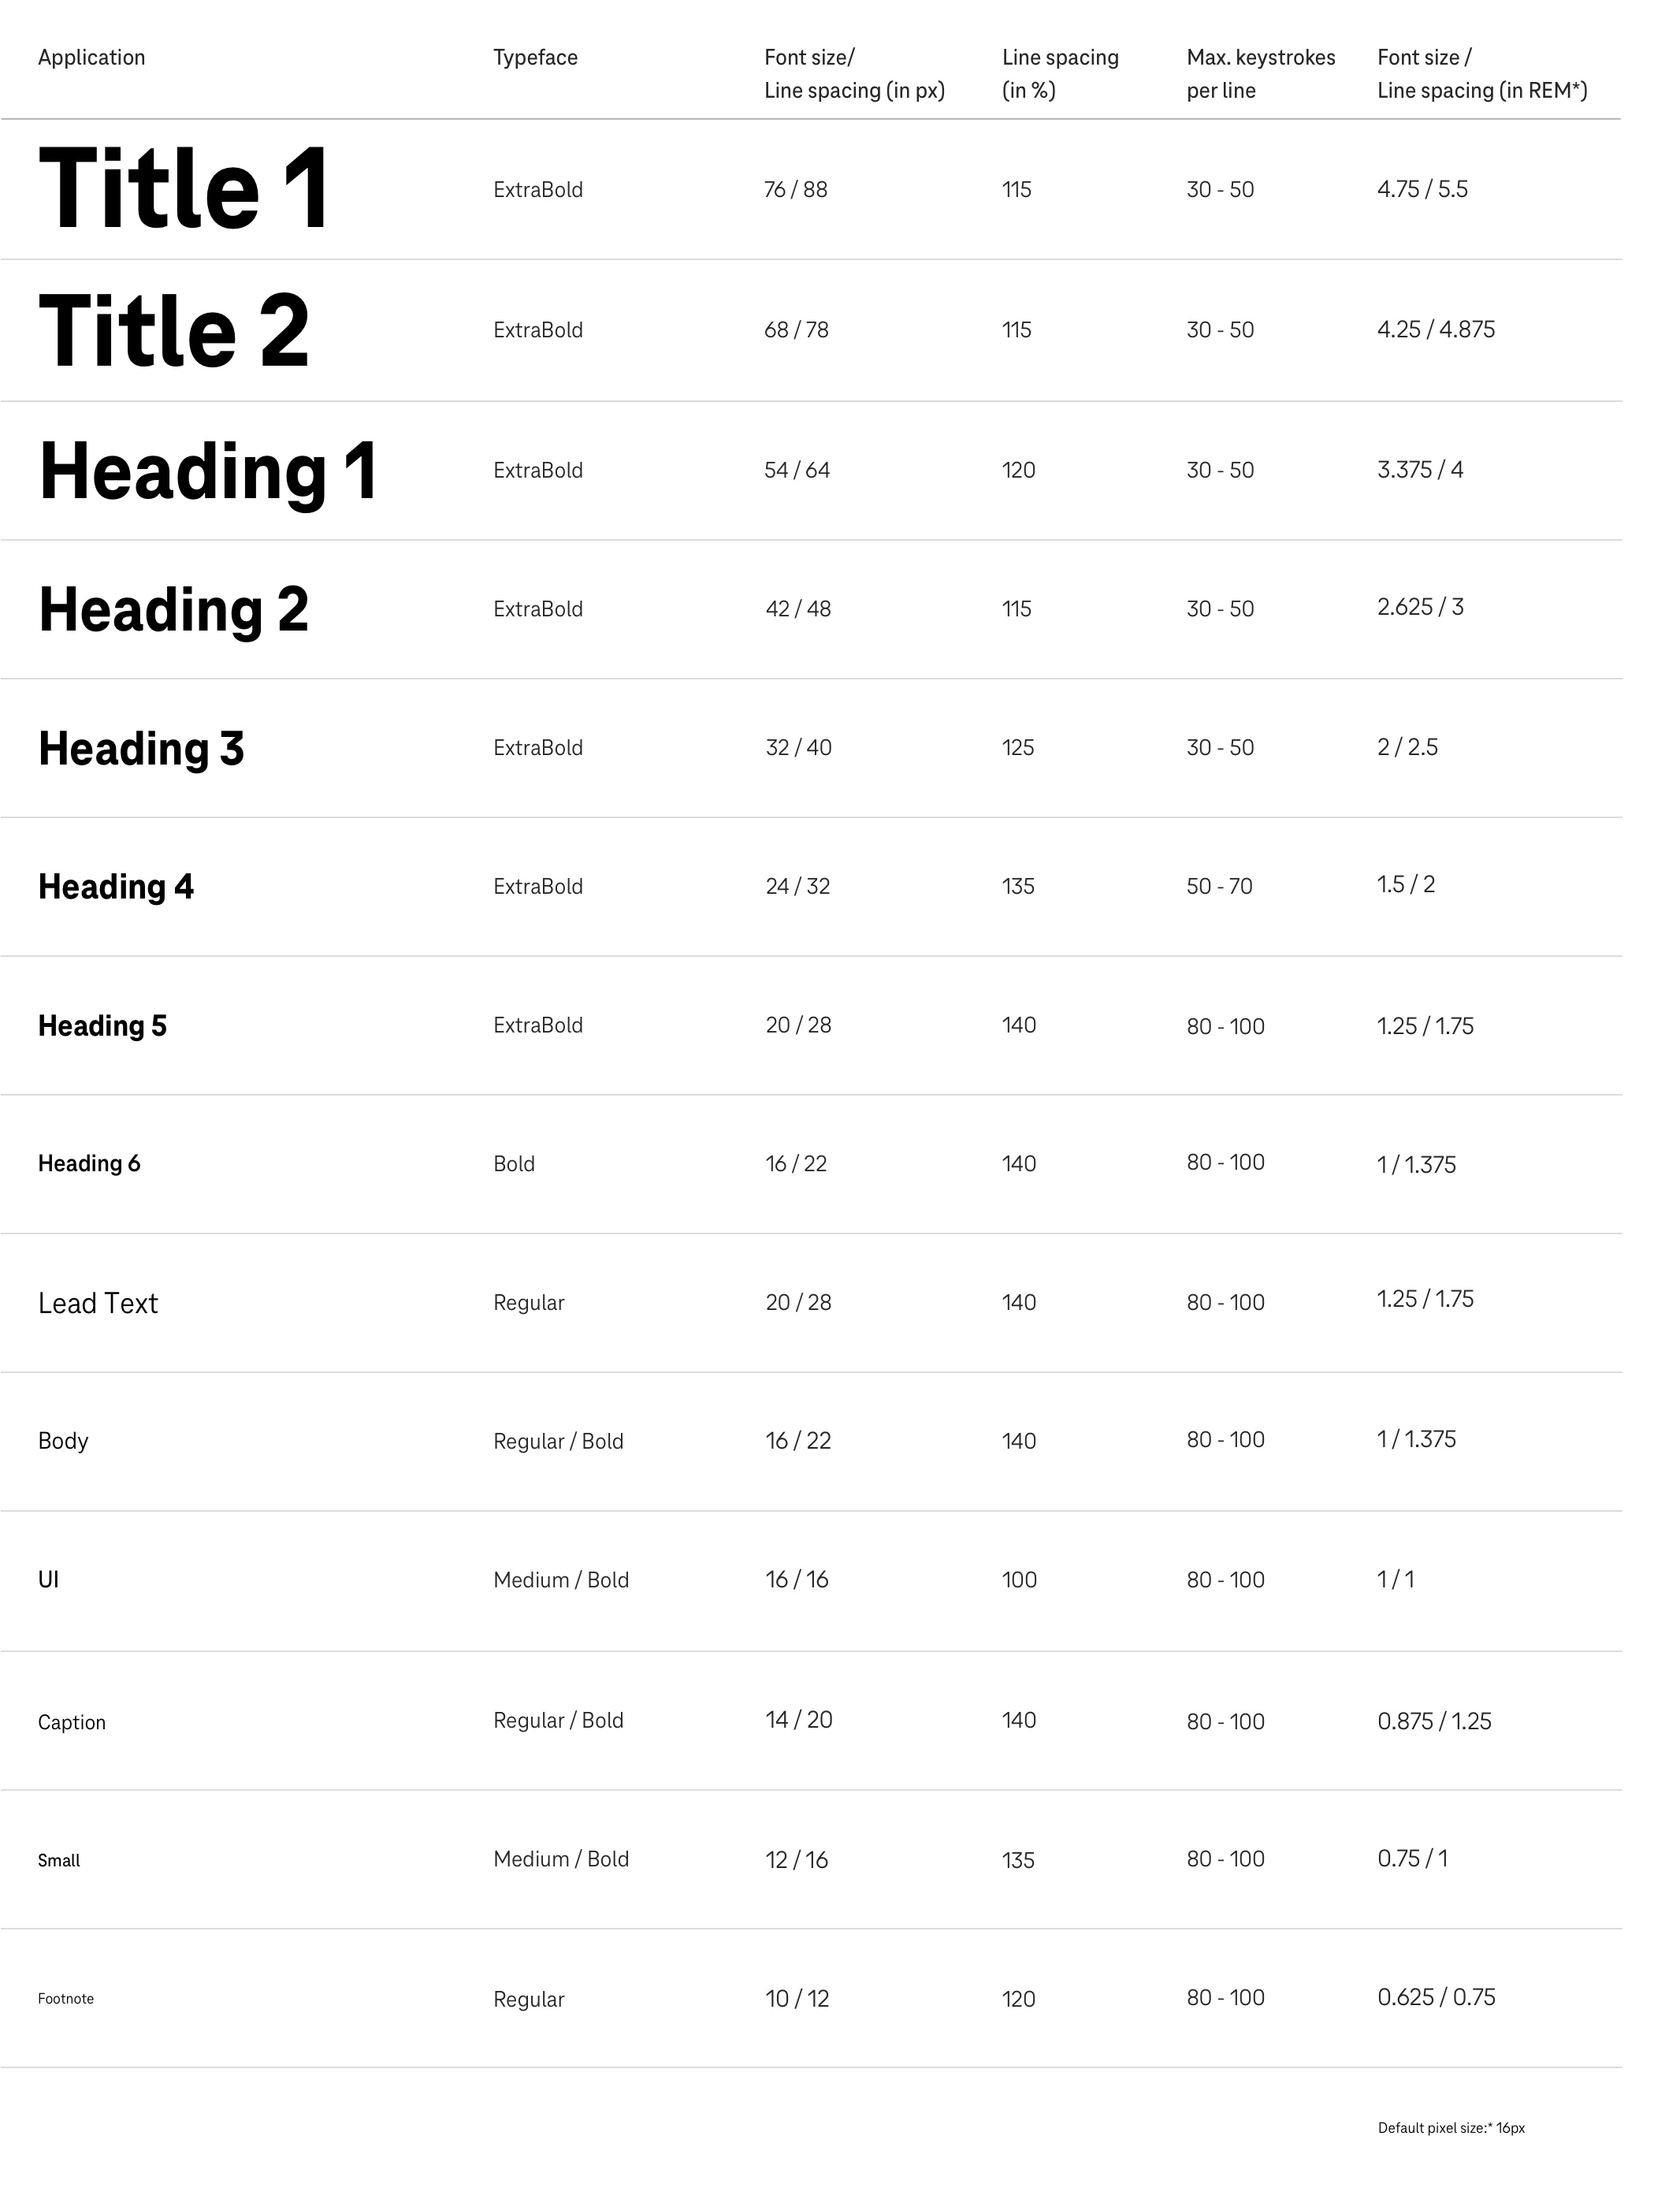 Application Typeface Font size/ Line spacing Max. keystrokes Font size /
Line spacing (in px) (in %) per line Line spacing (in REM*)
Title 1 ExtraBold 76 / 88 115 30 - 50 4.75 / 5.5
Title 2 ExtraBold 68 / 78 115 30 - 50 4.25 / 4.875
Heading 1 ExtraBold 54 / 64 120 30 - 50 3.375 / 4
Heading 2 ExtraBold 42 / 48 115 30 - 50 2.625 / 3
Heading 3 ExtraBold 32 / 40 125 30 - 50 2 / 2.5
Heading 4 ExtraBold 24 / 32 135 50 - 70 1.5 / 2
Heading 5 ExtraBold 20 / 28 140 80 - 100 1.25 / 1.75
Heading 6 Bold 16 / 22 140 80 - 100 1 / 1.375
Lead Text Regular 20 / 28 140 80 - 100 1.25 / 1.75
Body Regular / Bold 16 / 22 140 80 - 100 1 / 1.375
UI Medium / Bold 16 / 16 100 80 - 100 1 / 1
Caption Regular / Bold 14 / 20 140 80 - 100 0.875 / 1.25
Small Medium / Bold 12 / 16 135 80 - 100 0.75 / 1
Footnote Regular 10 / 12 120 80 - 100 0.625 / 0.75
Default pixel size:* 16px